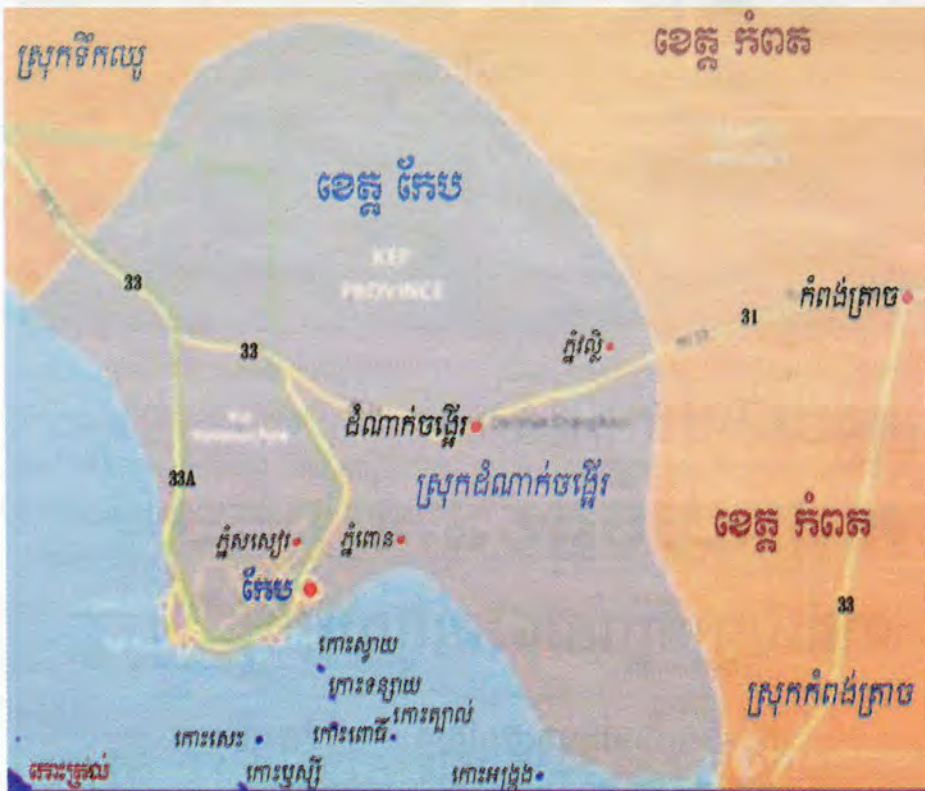 ខេត្ត កំពត
ស្រុកទឹកឈូ
ខេត្ត កែប
KEP
PROVINCE
33
កំពង់ត្រាច
31
33
ភ្នំវល្លិ
ដំណាក់ចង្អើរ
33A
ស្រុកដំណាក់ចង្អើរ
ខេត្ត កំពត
ភ្នំសសៀរ
ភ្នំពោន
កែប
33
កោះស្វាយ
កោះទន្សាយ
ស្រុកកំពង់ត្រាច
កោះត្បាល់
កោះពោធិ៍
កោះសេះ
កោះត្រល់
កោះឫស្សី
កោះអង្រ្កង